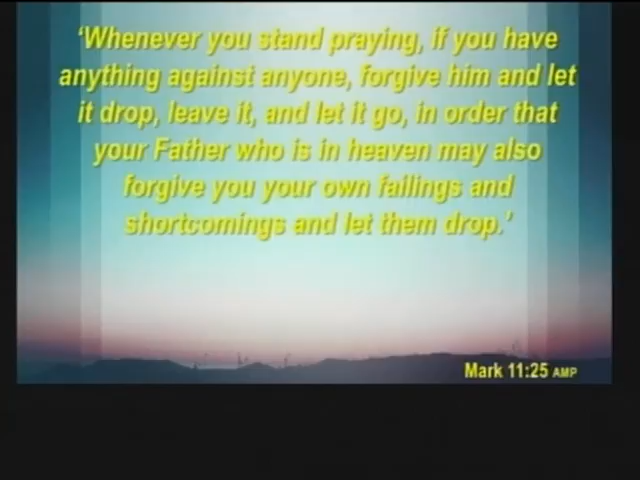 ‘Whenever you stand praying, if you have
anything against anyone, forgive him and let
it drop, leave it, and let it go, in order that
your Father who is in heaven may also
forgive you your own failings and
shortcomings and let them drop.’
Mark 11:25 AMP